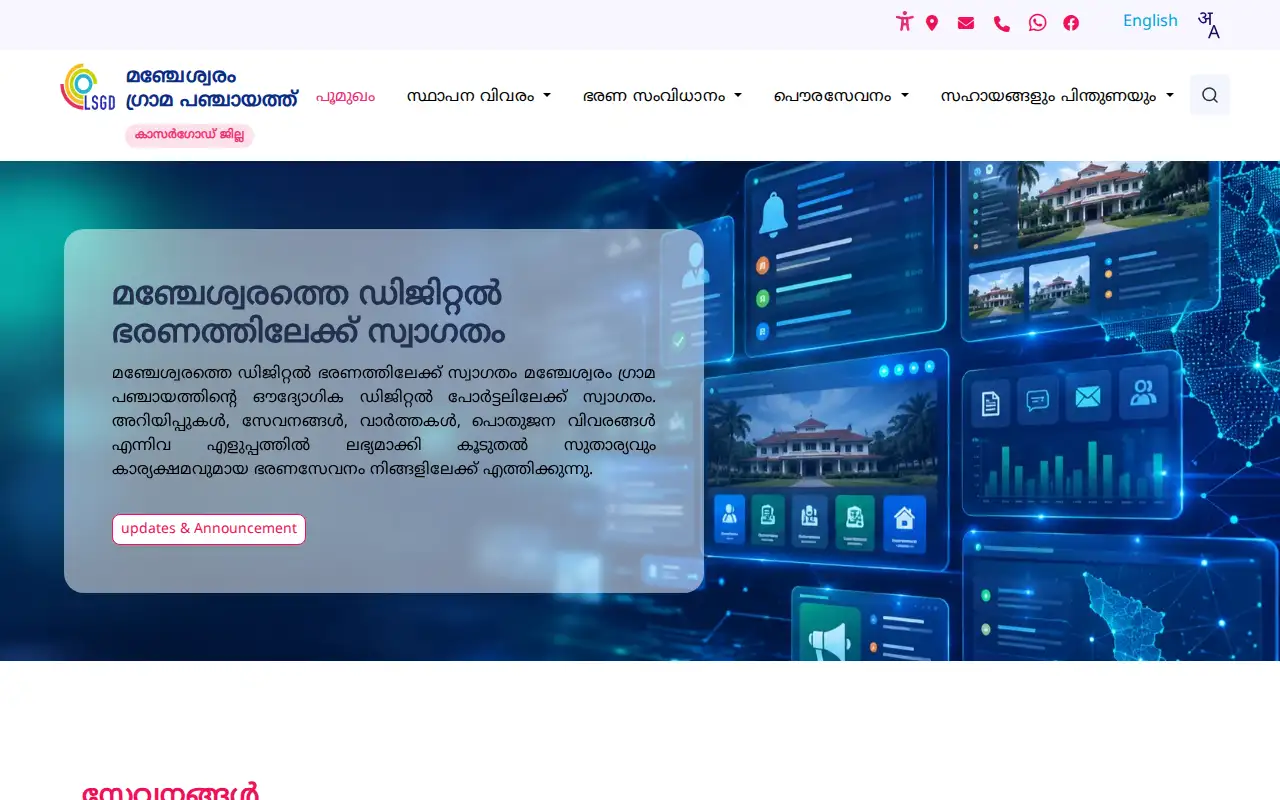 English
अ
A
LSGD
മഞ്ചേശ്വരം
ഗ്രാമ പഞ്ചായത്ത്
കാസർഗോഡ് ജില്ല
പൂമുഖം
സ്ഥാപന വിവരം
ഭരണ സംവിധാനം
പൌരസേവനം
സഹായങ്ങളും പിന്തുണയും
മഞ്ചേശ്വരത്തെ ഡിജിറ്റൽ
ഭരണത്തിലേക്ക് സ്വാഗതം
മഞ്ചേശ്വരത്തെ ഡിജിറ്റൽ ഭരണത്തിലേക്ക് സ്വാഗതം മഞ്ചേശ്വരം ഗ്രാമ
പഞ്ചായത്തിന്റെ ഔദ്യോഗിക ഡിജിറ്റൽ പോർട്ടലിലേക്ക് സ്വാഗതം.
അറിയിപ്പുകൾ, സേവനങ്ങൾ, വാർത്തകൾ, പൊതുജന വിവരങ്ങൾ
എന്നിവ എളുപ്പത്തിൽ ലഭ്യമാക്കി കൂടുതൽ സുതാര്യവും
കാര്യക്ഷമവുമായ ഭരണസേവനം നിങ്ങളിലേക്ക് എത്തിക്കുന്നു.
updates & Announcement
സേവനങ്ങൾ